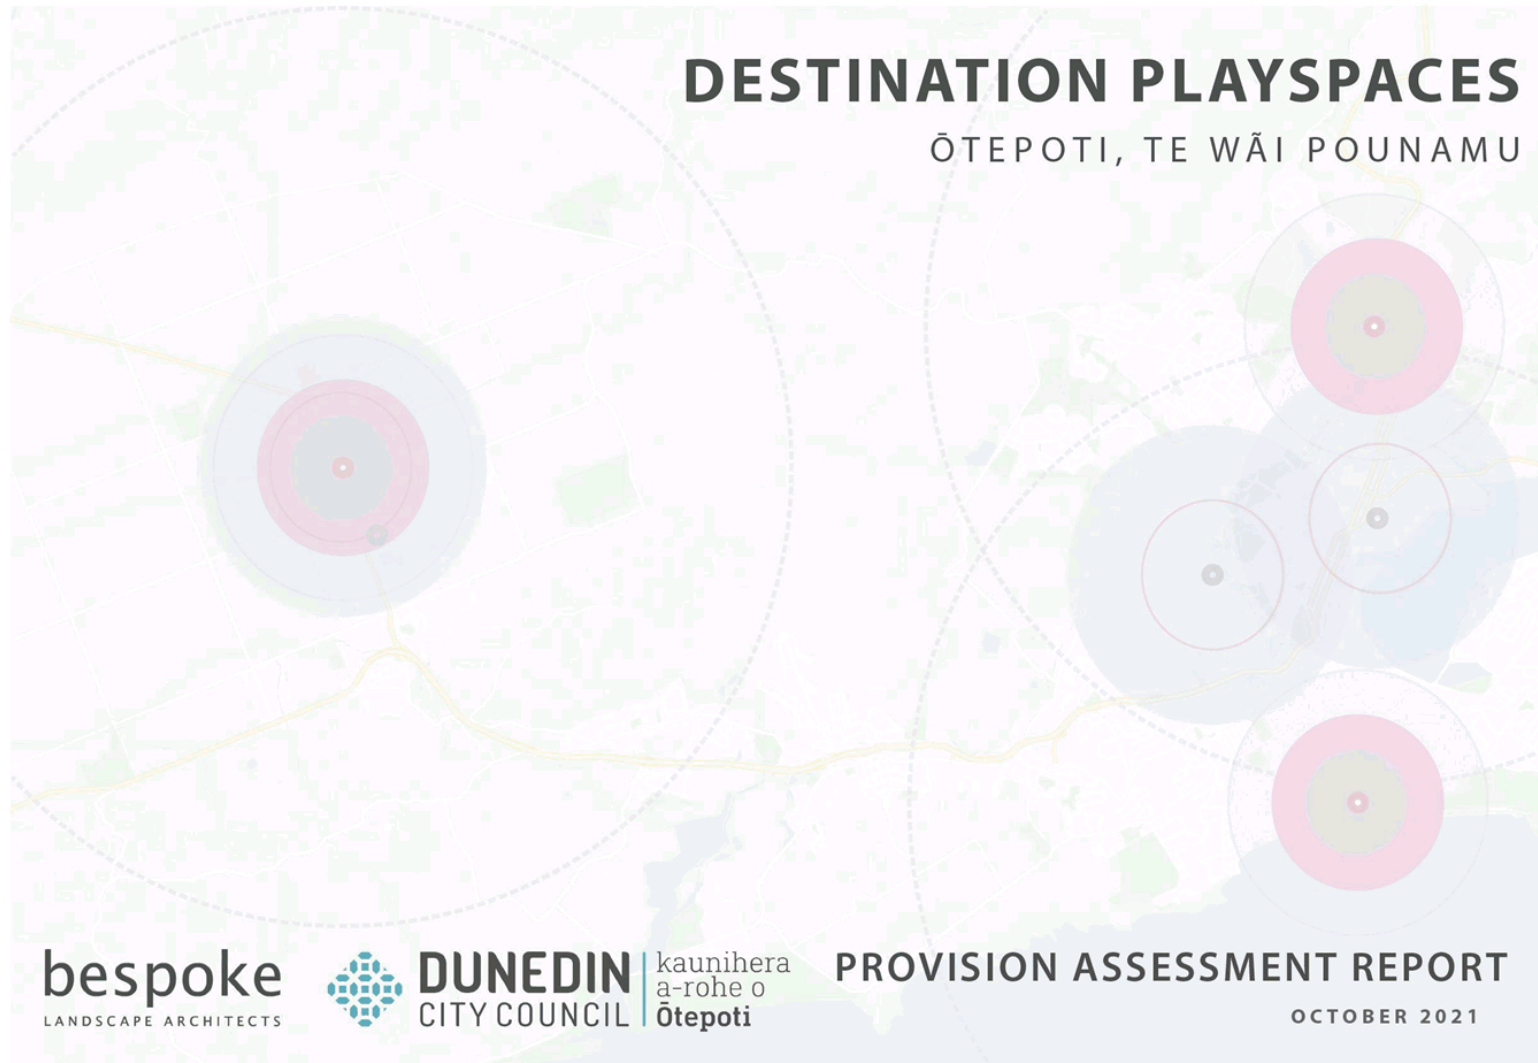 DESTINATION PLAYSPACES
ŌTEPOTI, TE WÃI POUNAMU
bespoke
LANDSCAPE ARCHITECTS
DUNEDIN
CITY COUNCIL
kaunihera
a-rohe o
Ōtepoti
PROVISION ASSESSMENT REPORT
OCTOBER 2021